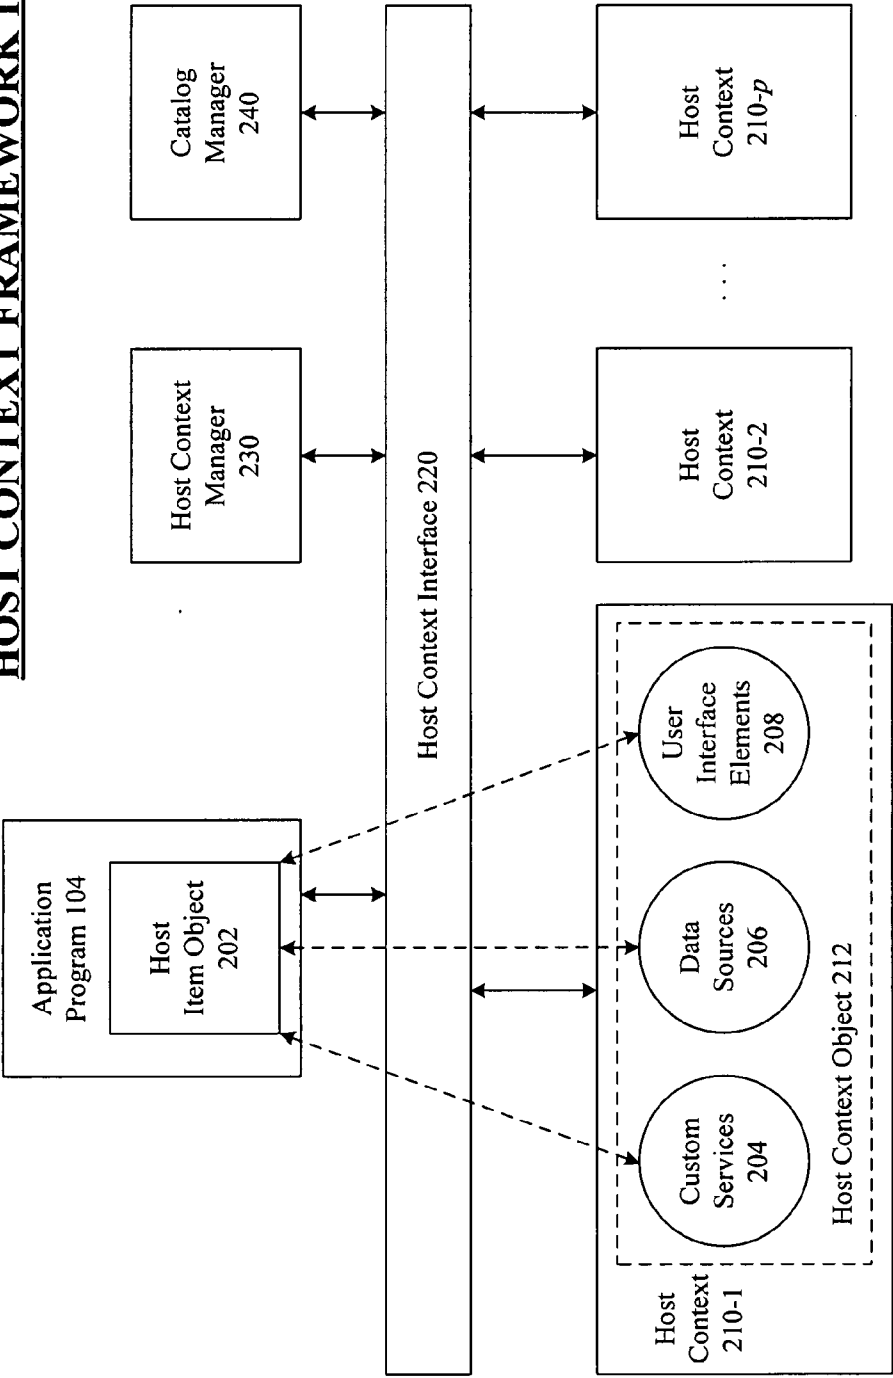 HOST CONTEXT FRAMEWORK
Application
Program 104
Host
Item Object
202
Host Context
Manager
230
Catalog
Manager
240
Host Context Interface 220
Host
Context
210-1
Custom
Services
204
Data
Sources
206
User
Interface
Elements
208
Host Context Object 212
Host
Context
210-2
. . .
Host
Context
210-p